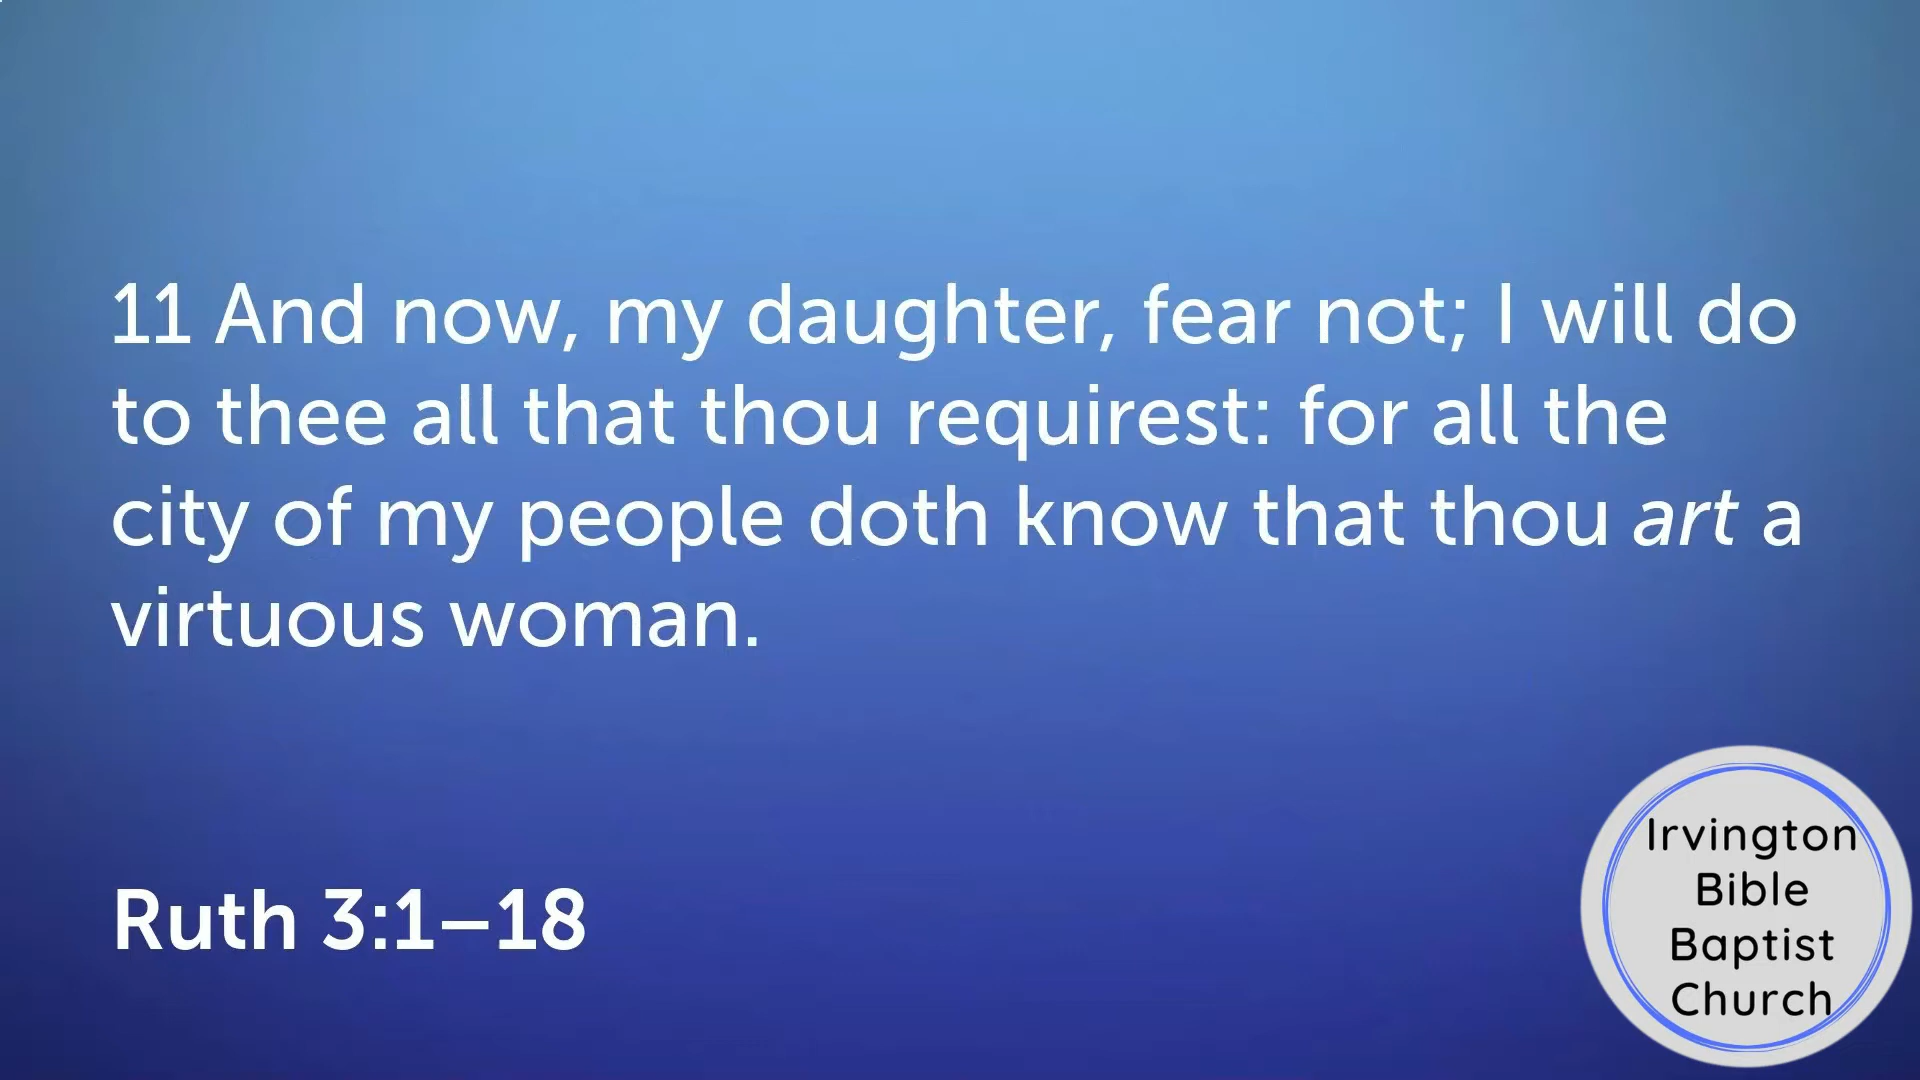 11 And now, my daughter, fear not; I will do
to thee all that thou requirest: for all the
city of my people doth know that thou art a
virtuous woman.
Ruth 3:1–18
Irvington
Bible
Baptist
Church